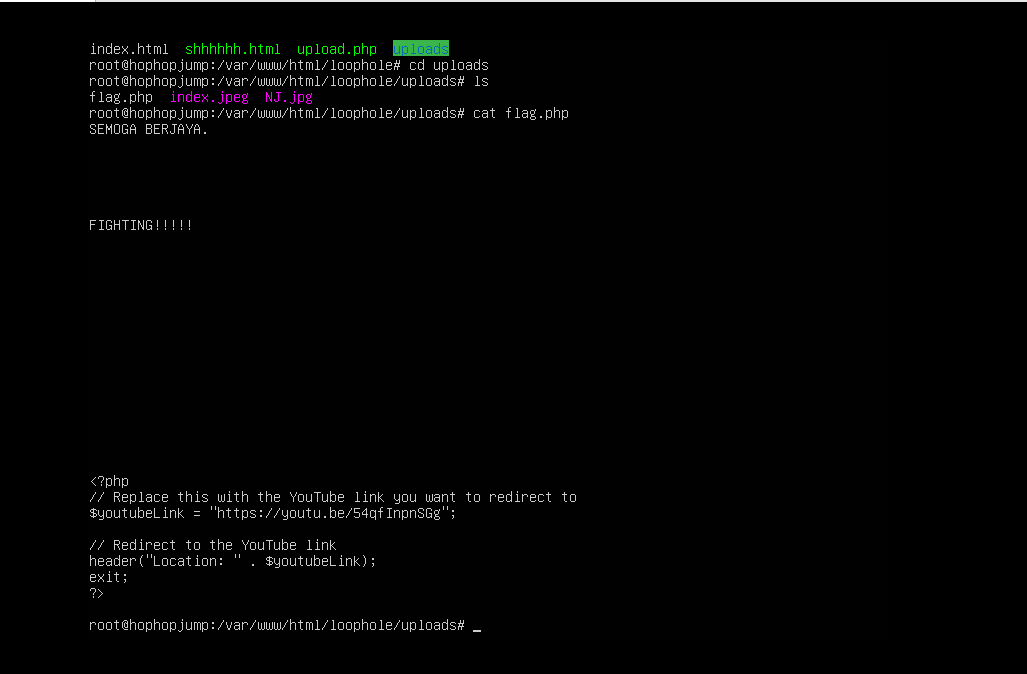 index.html  shhhhhh.html  upload.php  uploads
root@hophopjump:/var/www/html/loophole# cd uploads
root@hophopjump:/var/www/html/loophole/uploads# ls
flag.php  index.jpeg  NJ.jpg
root@hophopjump:/var/www/html/loophole/uploads# cat flag.php
SEMOGA BERJAYA.
FIGHTING!!!!!
<?php
// Replace this with the YouTube link you want to redirect to
$youtubeLink = "https://youtu.be/54qfInpnSGg";
// Redirect to the YouTube link
header("Location: " . $youtubeLink);
exit;
?>
root@hophopjump:/var/www/html/loophole/uploads# _